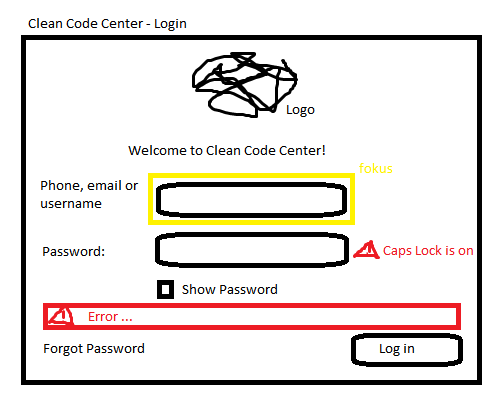 Clean Code Center - Login
Logo
Welcome to Clean Code Center!
fokus
Phone, email or
username
Password:
Caps Lock is on
Show Password
Error ...
Forgot Password
Log in